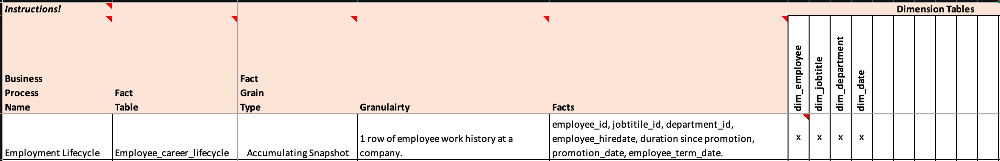 Instructions!
Dimension Tables
Business
Process
Name
Fact
Table
Fact
Grain
Type
Granulairty
Facts
dim_employee
dim_jobtitle
dim_department
dim_date
Employment Lifecycle
Employee_career_lifecycle
Accumulating Snapshot
1 row of employee work history at a
company.
employee_id, jobtitile_id, department_id,
employee_hiredate, duration since promotion,
promotion_date, employee_term_date.
x
x
x
x